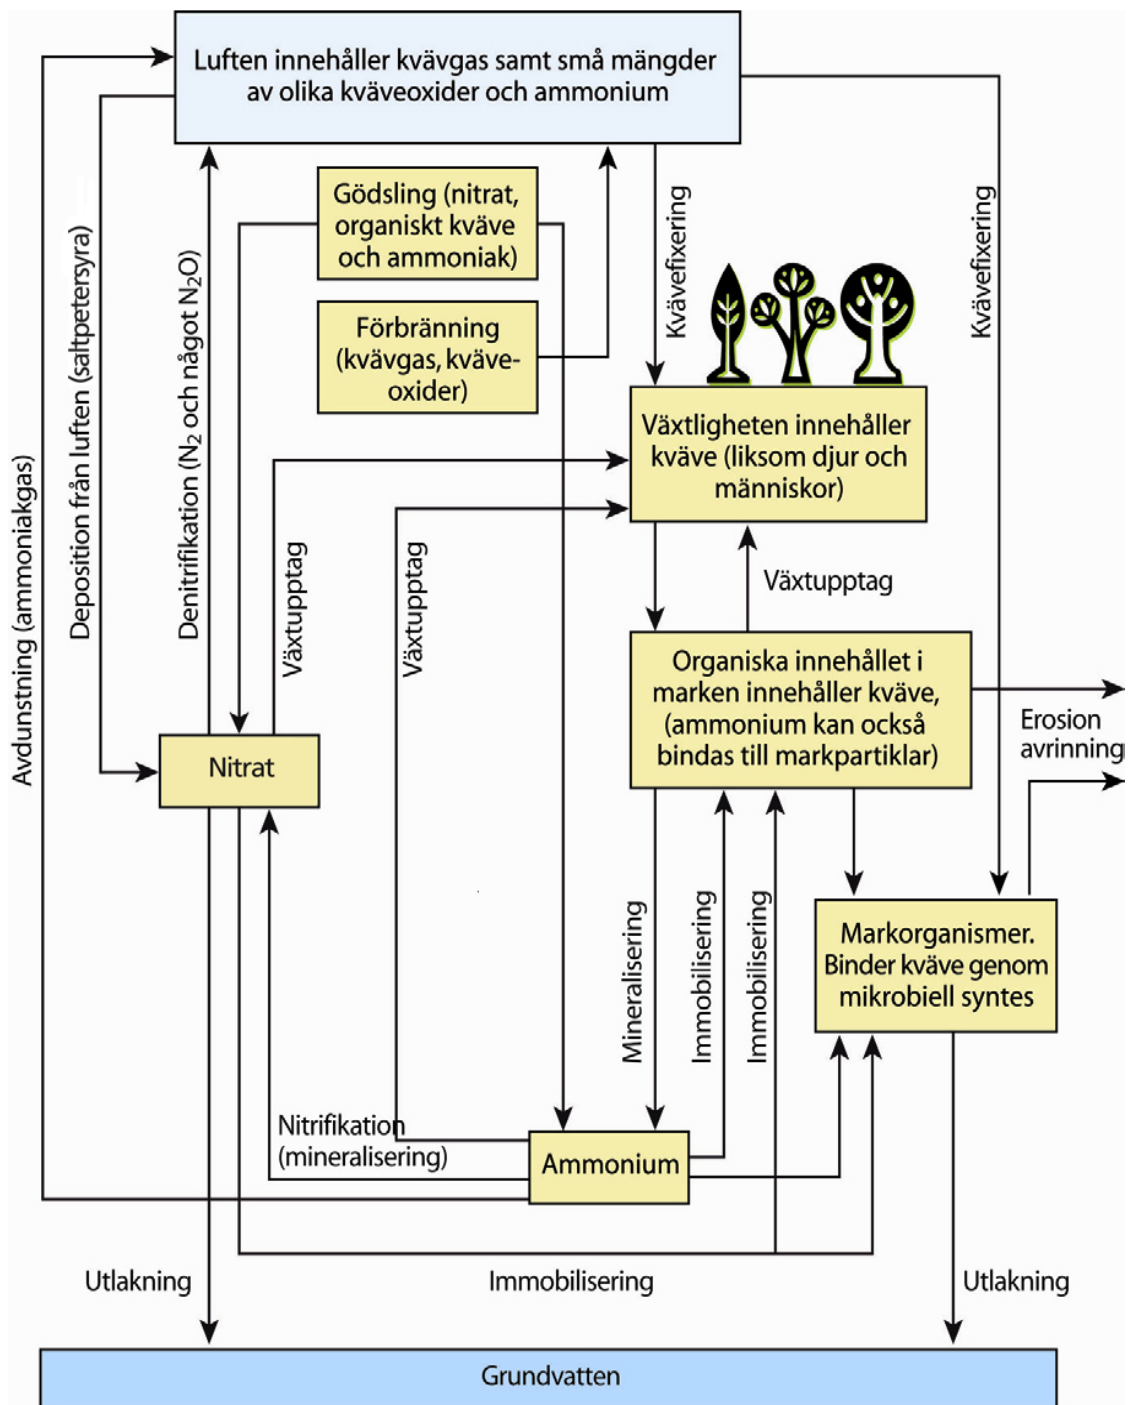 Luften innehåller kvävgas samt små mängder
av olika kväveoxider och ammonium
Gödsling (nitrat,
organiskt kväve
och ammoniak)
Förbränning
(kvävgas, kväve-
oxider)
Kvävefixering
Kvävefixering
Växtligheten innehåller
kväve (liksom djur och
människor)
Avdunstning (ammoniakgas)
Deposition från luften (saltpetersyra)
Denitrifikation (N₂ och något N₂O)
Växtupptag
Växtupptag
Växtupptag
Organiska innehållet i
marken innehåller kväve,
(ammonium kan också
bindas till markpartiklar)
Erosion
avrinning
Nitrat
Mineralisering
Immobilisering
Immobilisering
Markorganismer.
Binder kväve genom
mikrobiell syntes
Nitrifikation
(mineralisering)
Ammonium
Utlakning
Immobilisering
Utlakning
Grundvatten